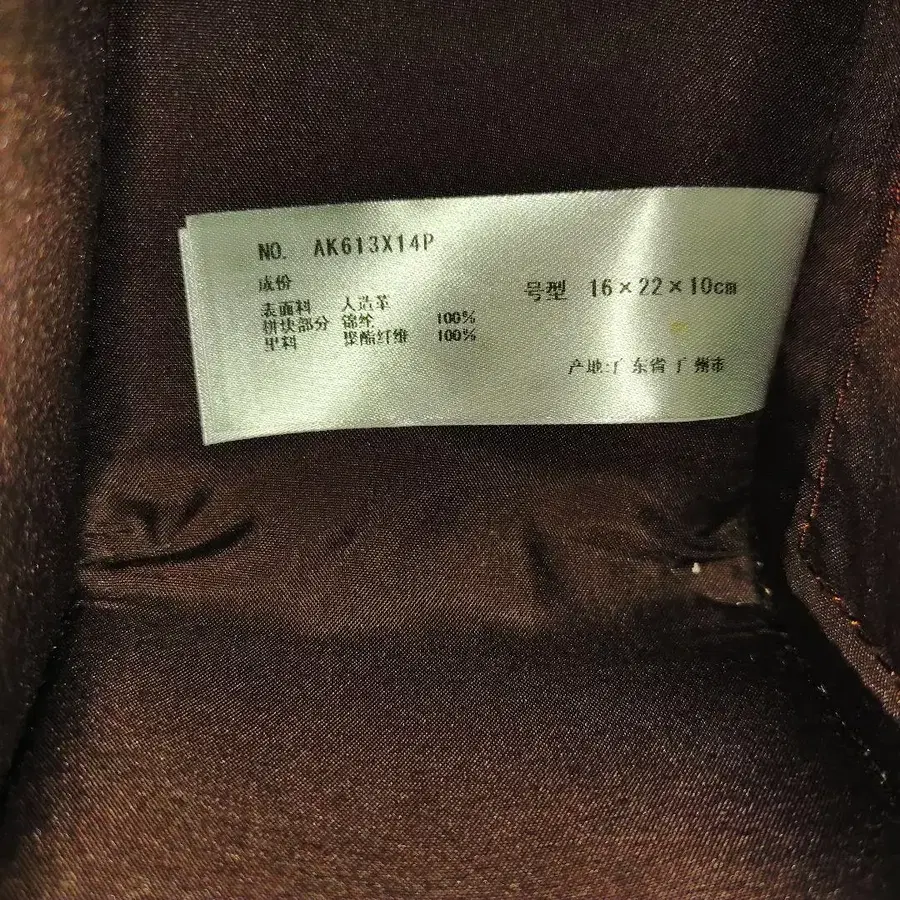 NO. AK613X14P
成份
表面料 人造革
拼块部分 锦纶 100%
里料 聚酯纤维 100%
号型 16×22×10cm
产地:广东省广州市